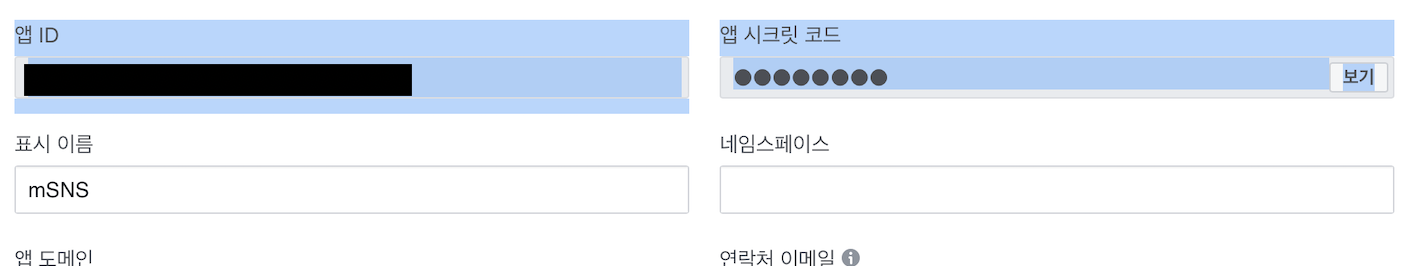 앱 ID
앱 시크릿 코드
●●●●●●●●
보기
표시 이름
네임스페이스
mSNS
앱 도메인
연락처 이메일